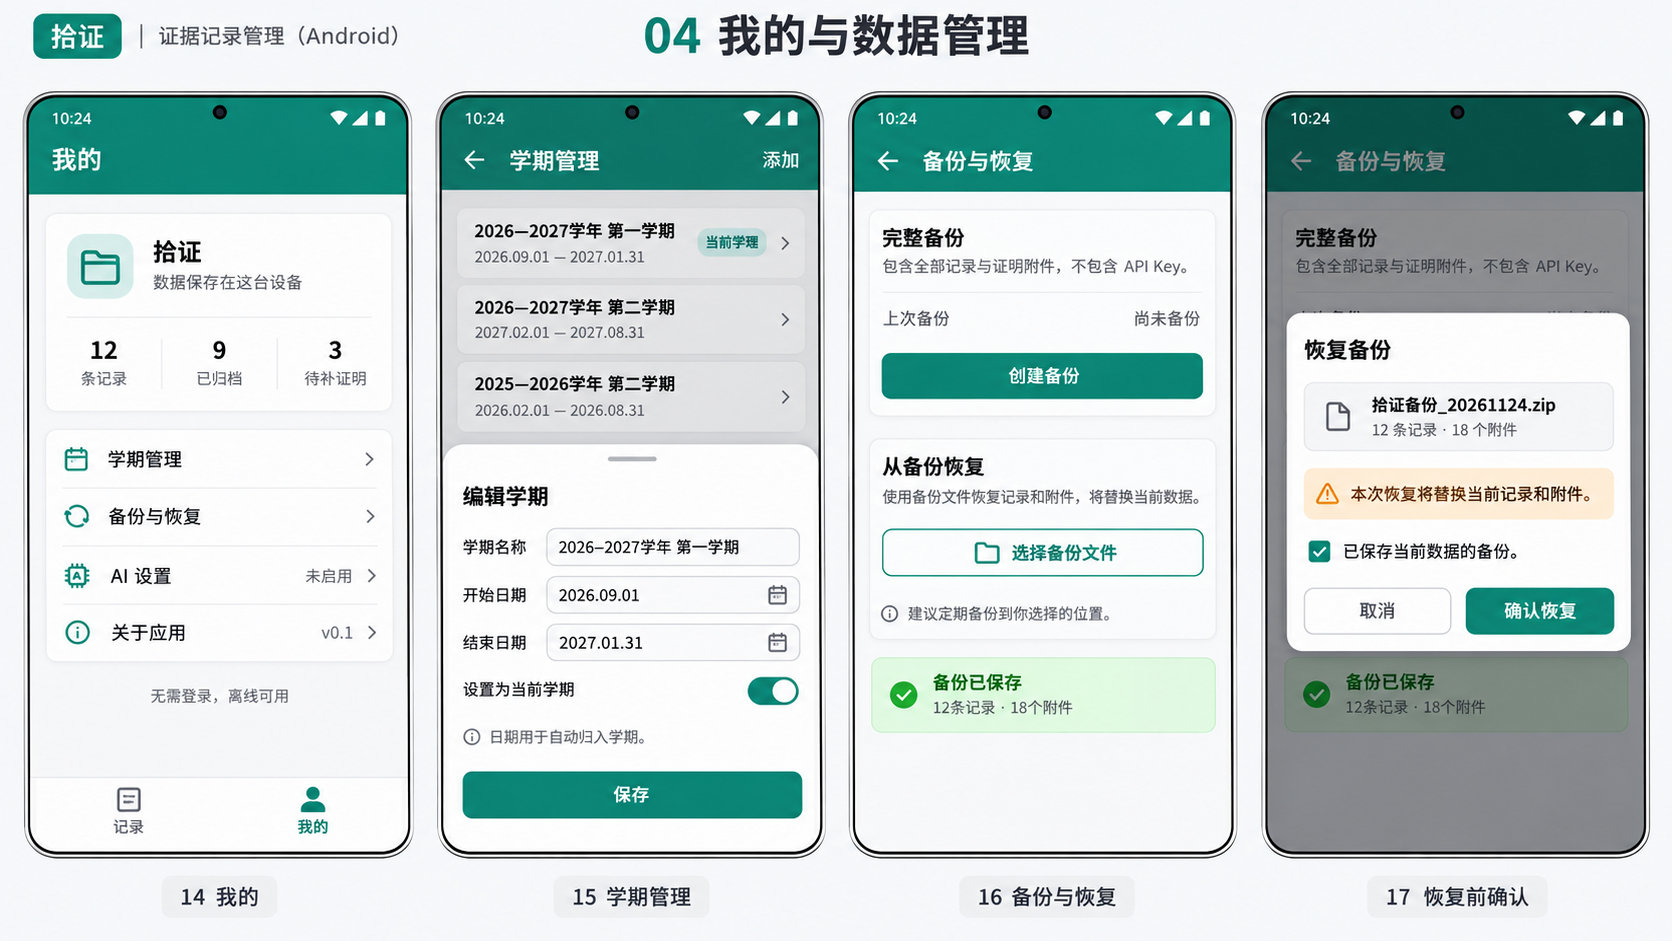 拾证 | 证据记录管理（Android）
04 我的与数据管理
10:24
我的
拾证
数据保存在这台设备
12 9 3
条记录 已归档 待补证明
学期管理
备份与恢复
AI 设置 未启用
关于应用 v0.1
无需登录，离线可用
记录 我的
14 我的
10:24
学期管理 添加
2026—2027学年 第一学期
当前学理
2026.09.01 — 2027.01.31
2026—2027学年 第二学期
2027.02.01 — 2027.08.31
2025—2026学年 第二学期
2026.02.01 — 2026.08.31
编辑学期
学期名称 2026–2027学年 第一学期
开始日期 2026.09.01
结束日期 2027.01.31
设置为当前学期
日期用于自动归入学期。
保存
15 学期管理
10:24
备份与恢复
完整备份
包含全部记录与证明附件，不包含 API Key。
上次备份 尚未备份
创建备份
从备份恢复
使用备份文件恢复记录和附件，将替换当前数据。
选择备份文件
建议定期备份到你选择的位置。
备份已保存
12条记录 · 18个附件
16 备份与恢复
10:24
备份与恢复
完整备份
包含全部记录与证明附件，不包含 API Key。
恢复备份
拾证备份_20261124.zip
12 条记录 · 18 个附件
本次恢复将替换当前记录和附件。
已保存当前数据的备份。
取消 确认恢复
备份已保存
12条记录 · 18个附件
17 恢复前确认